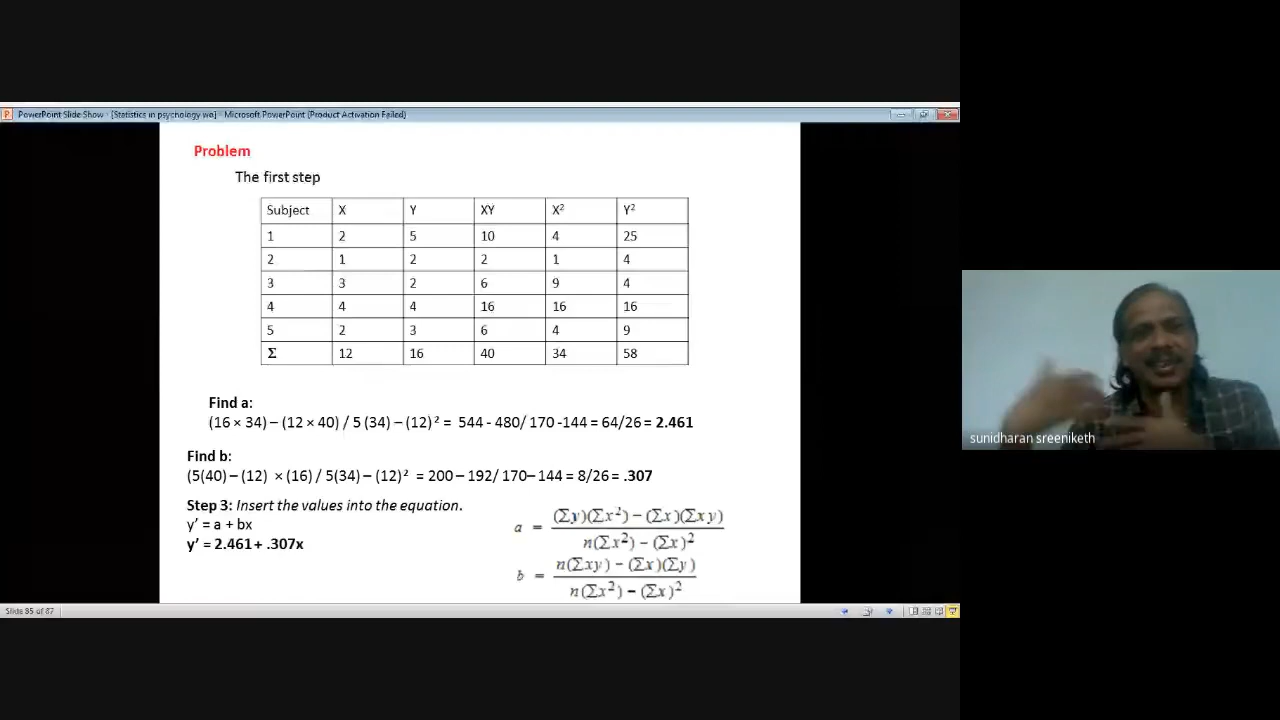 PowerPoint Slide Show - [Statistics in psychology wa] - Microsoft PowerPoint (Product Activation Failed)
Problem
The first step
Subject X Y XY X² Y²
1 2 5 10 4 25
2 1 2 2 1 4
3 3 2 6 9 4
4 4 4 16 16 16
5 2 3 6 4 9
Σ 12 16 40 34 58
Find a:
(16 × 34) – (12 × 40) / 5 (34) – (12) ² = 544 - 480/ 170 -144 = 64/26 = 2.461
Find b:
(5(40) – (12) × (16) / 5(34) – (12)² = 200 – 192/ 170– 144 = 8/26 = .307
Step 3: Insert the values into the equation.
y’ = a + bx
y’ = 2.461 + .307x
a = (Σy)(Σx²) – (Σx)(Σxy)
n(Σx²) – (Σx)²
b = n(Σxy) – (Σx)(Σy)
n(Σx²) – (Σx)²
Slide 85 of 87
sunidharan sreeniketh